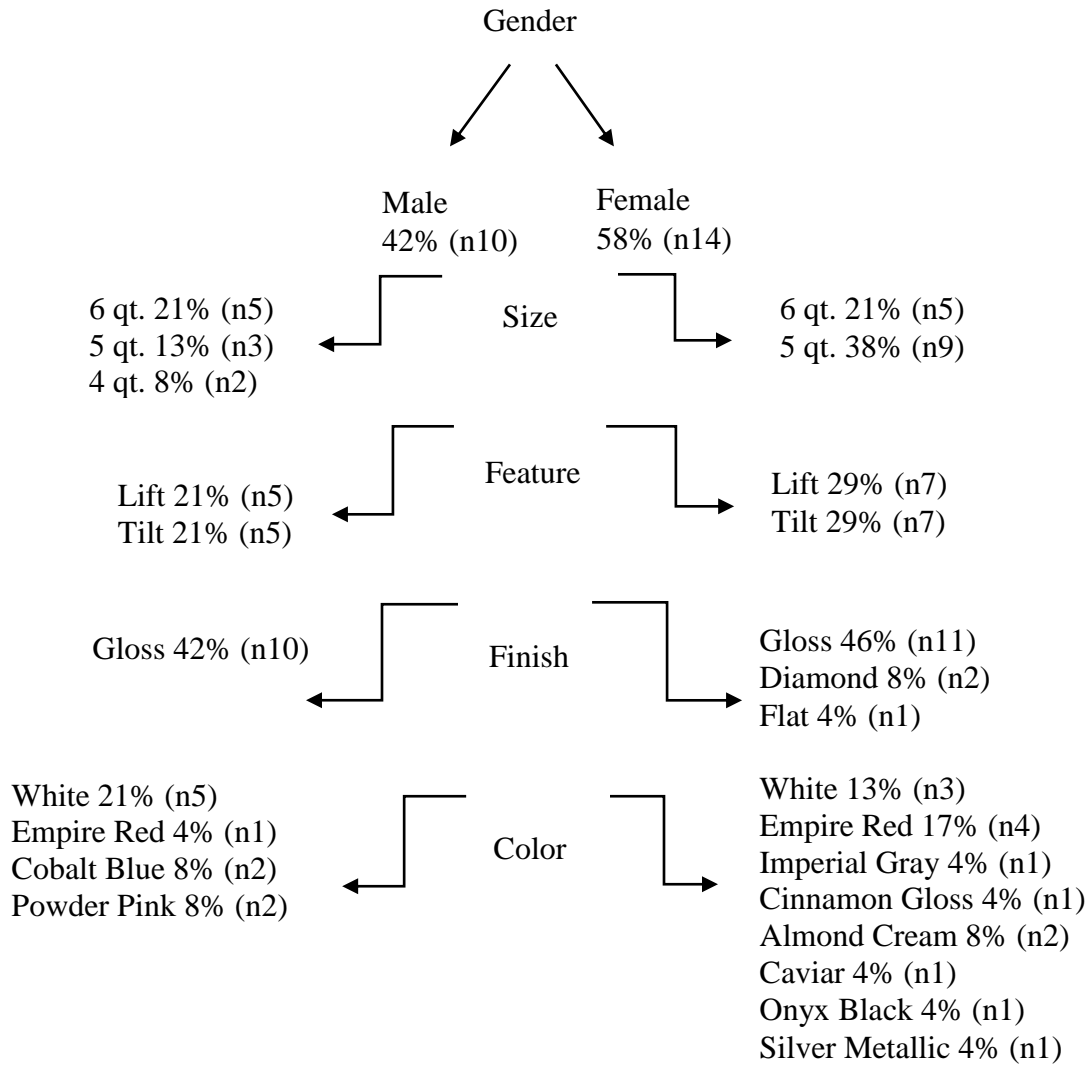 Gender
Male
42% (n10)
Female
58% (n14)
Size
6 qt. 21% (n5)
5 qt. 13% (n3)
4 qt. 8% (n2)
6 qt. 21% (n5)
5 qt. 38% (n9)
Feature
Lift 21% (n5)
Tilt 21% (n5)
Lift 29% (n7)
Tilt 29% (n7)
Finish
Gloss 42% (n10)
Gloss 46% (n11)
Diamond 8% (n2)
Flat 4% (n1)
Color
White 21% (n5)
Empire Red 4% (n1)
Cobalt Blue 8% (n2)
Powder Pink 8% (n2)
White 13% (n3)
Empire Red 17% (n4)
Imperial Gray 4% (n1)
Cinnamon Gloss 4% (n1)
Almond Cream 8% (n2)
Caviar 4% (n1)
Onyx Black 4% (n1)
Silver Metallic 4% (n1)